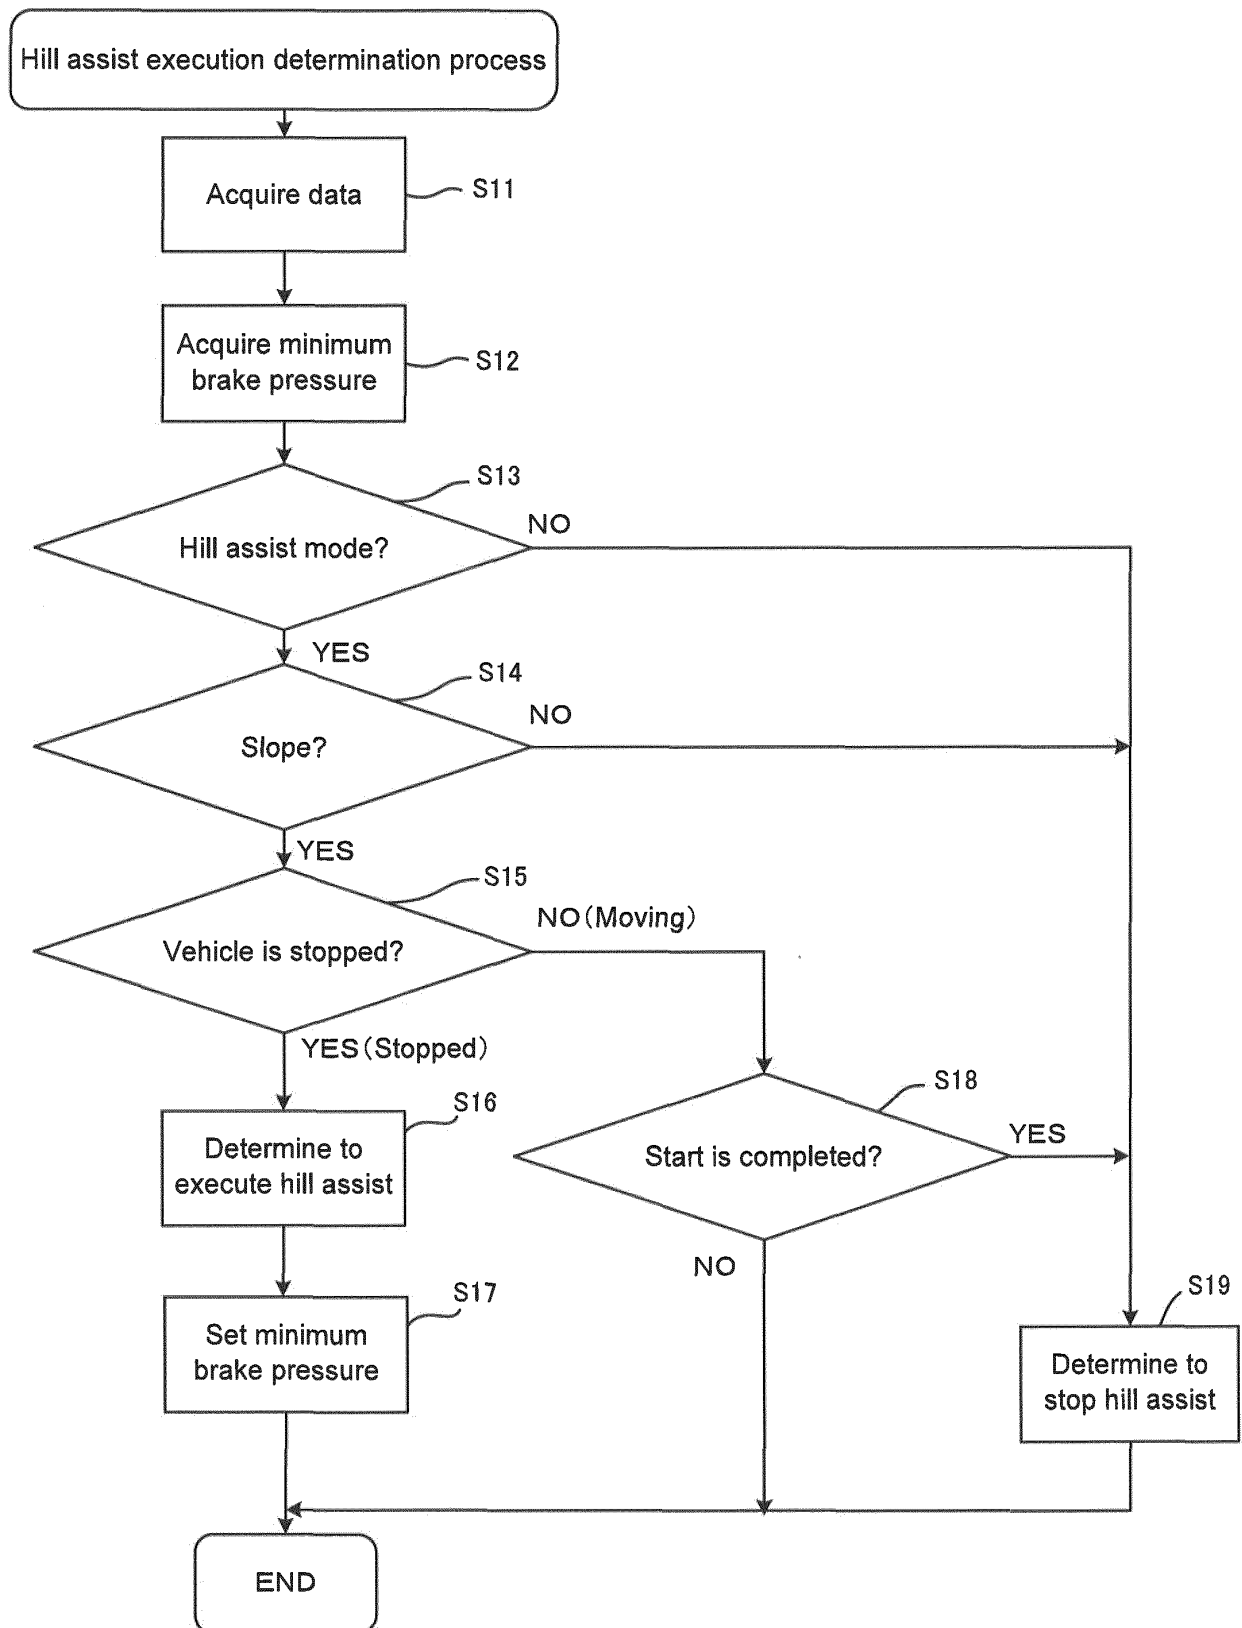 Hill assist execution determination process
Acquire data
S11
Acquire minimum
brake pressure
S12
S13
Hill assist mode?
NO
YES
S14
Slope?
NO
YES
S15
Vehicle is stopped?
NO(Moving)
YES(Stopped)
S16
Determine to
execute hill assist
S17
Set minimum
brake pressure
S18
Start is completed?
YES
NO
S19
Determine to
stop hill assist
END